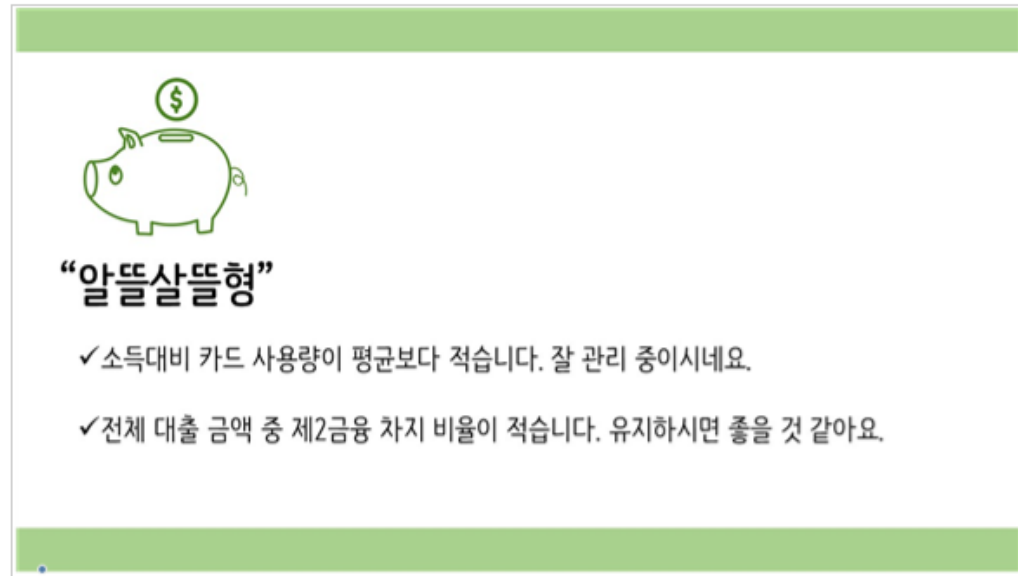 $
“알뜰살뜰형”
✓소득대비 카드 사용량이 평균보다 적습니다. 잘 관리 중이시네요.
✓전체 대출 금액 중 제2금융 차지 비율이 적습니다. 유지하시면 좋을 것 같아요.